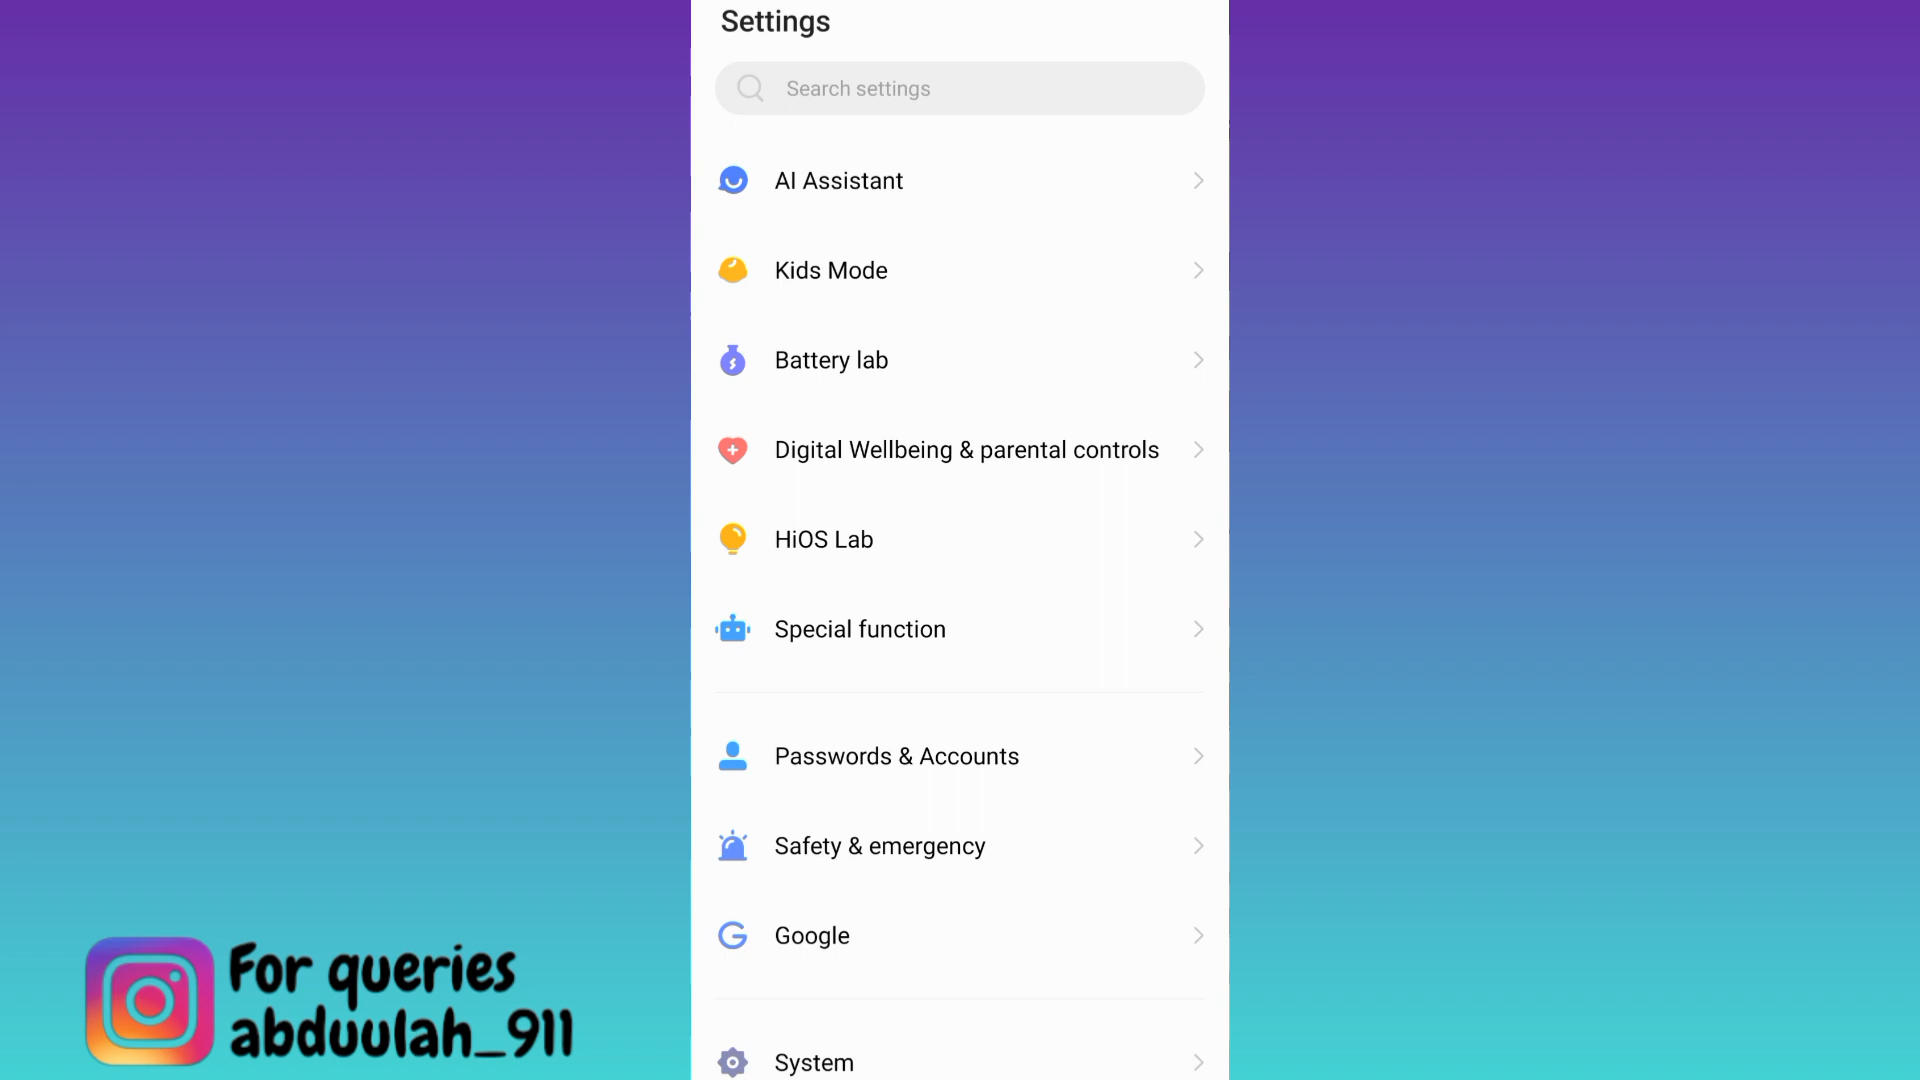 Settings
Search settings
AI Assistant
Kids Mode
Battery lab
Digital Wellbeing & parental controls
HiOS Lab
Special function
Passwords & Accounts
Safety & emergency
Google
System
For queries
abduulah_911